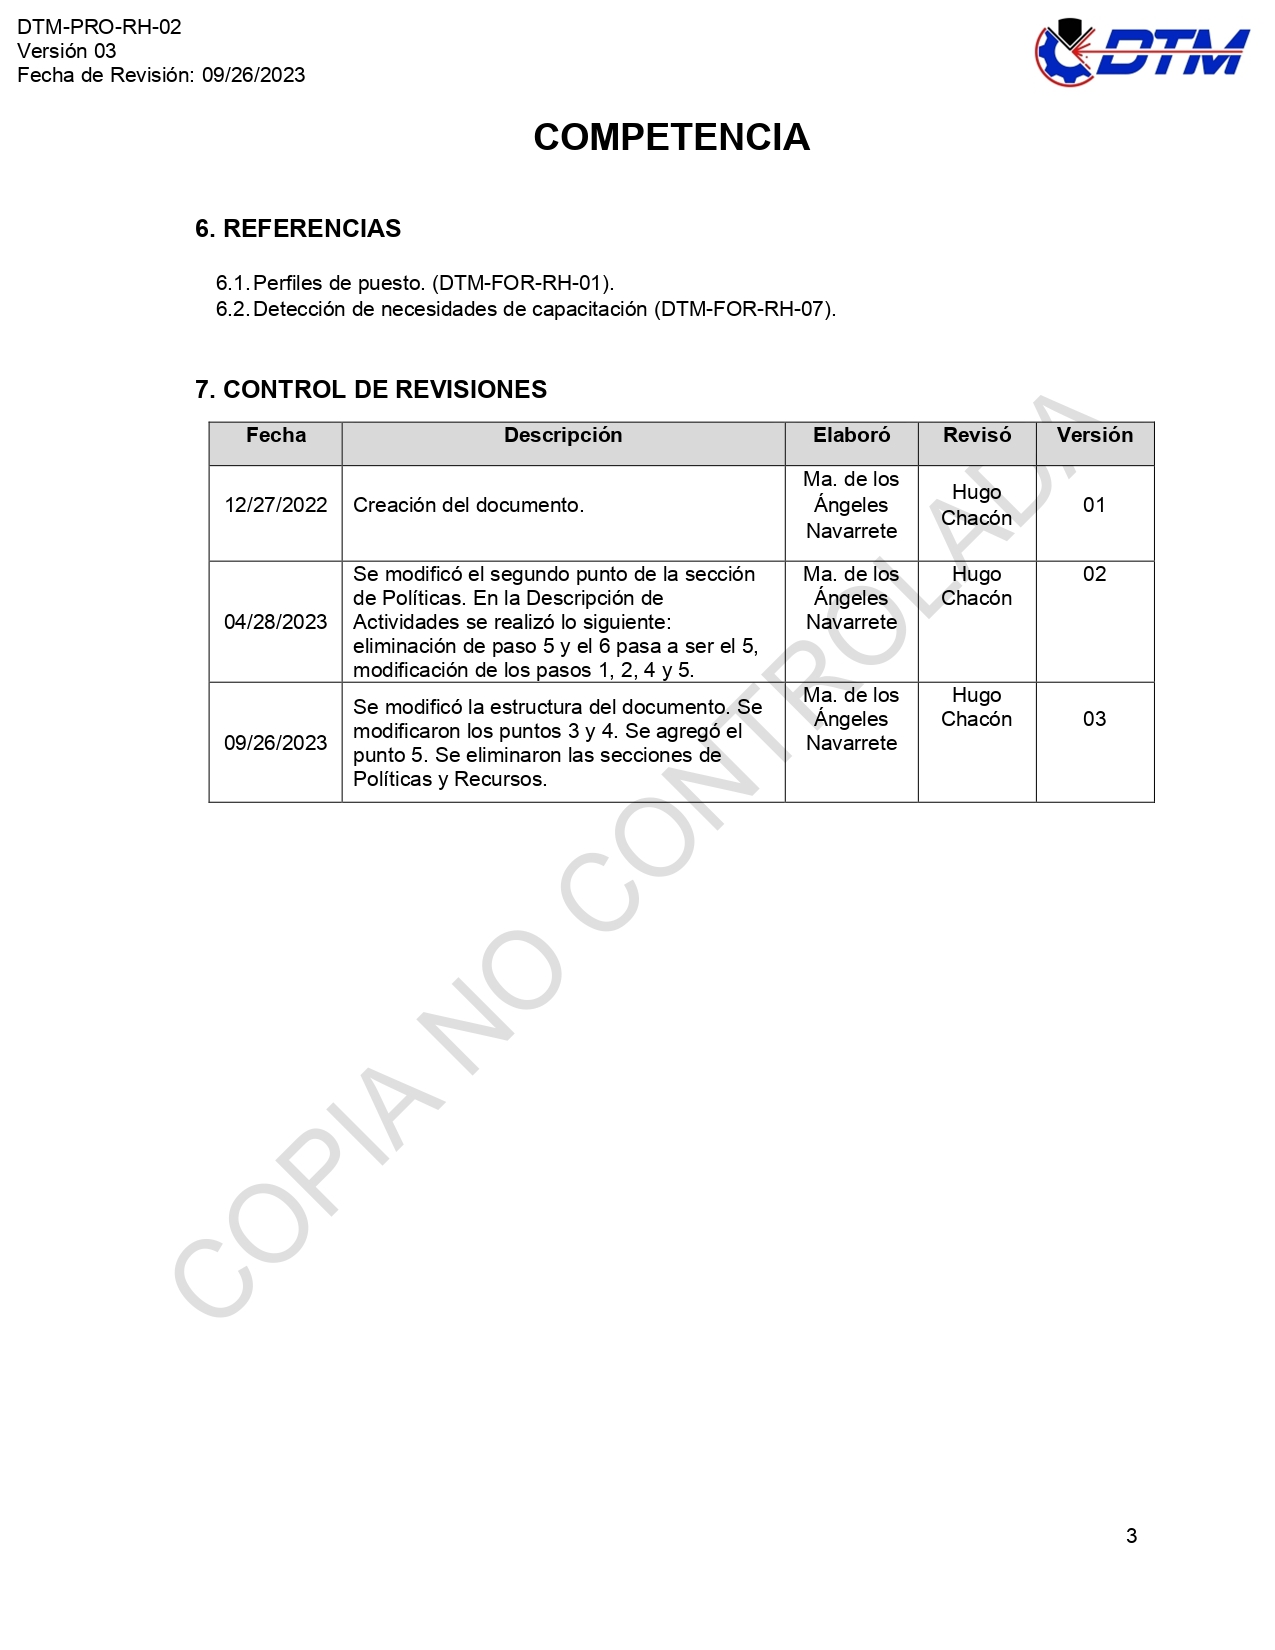 DTM-PRO-RH-02
Versión 03
Fecha de Revisión: 09/26/2023
DTM
COMPETENCIA
6. REFERENCIAS
6.1. Perfiles de puesto. (DTM-FOR-RH-01).
6.2. Detección de necesidades de capacitación (DTM-FOR-RH-07).
7. CONTROL DE REVISIONES
Fecha Descripción Elaboró Revisó Versión
12/27/2022
Creación del documento.
Ma. de los
Ángeles
Navarrete
Hugo
Chacón
01
04/28/2023
Se modificó el segundo punto de la sección
de Políticas. En la Descripción de
Actividades se realizó lo siguiente:
eliminación de paso 5 y el 6 pasa a ser el 5,
modificación de los pasos 1, 2, 4 y 5.
Ma. de los
Ángeles
Navarrete
Hugo
Chacón
02
09/26/2023
Se modificó la estructura del documento. Se
modificaron los puntos 3 y 4. Se agregó el
punto 5. Se eliminaron las secciones de
Políticas y Recursos.
Ma. de los
Ángeles
Navarrete
Hugo
Chacón
03
COPIA NO CONTROLADA
3